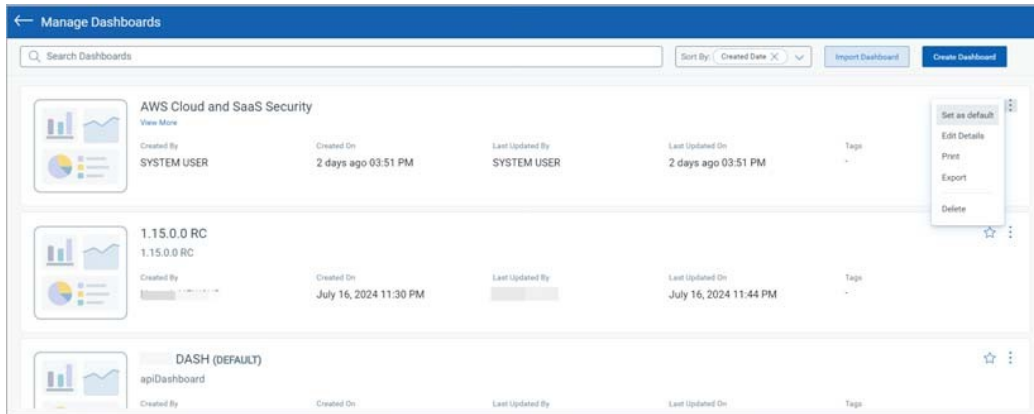 Manage Dashboards
Search Dashboards
Sort By: Created Date
Import Dashboard
Create Dashboard
AWS Cloud and SaaS Security
View More
Created By Created On Last Updated By Last Updated On Tags
SYSTEM USER 2 days ago 03:51 PM SYSTEM USER 2 days ago 03:51 PM -
Set as default
Edit Details
Print
Export
Delete
1.15.0.0 RC
1.15.0.0 RC
Created By Created On Last Updated By Last Updated On Tags
July 16, 2024 11:30 PM July 16, 2024 11:44 PM -
DASH (DEFAULT)
apiDashboard
Created By Created On Last Updated By Last Updated On Tags